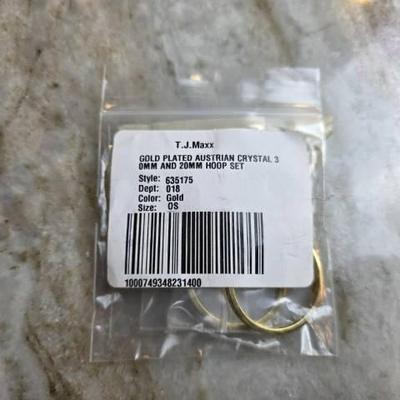 T.J.Maxx
GOLD PLATED AUSTRIAN CRYSTAL 3
0MM AND 20MM HOOP SET
Style: 635175
Dept: 018
Color: Gold
Size: OS
1000749348231400